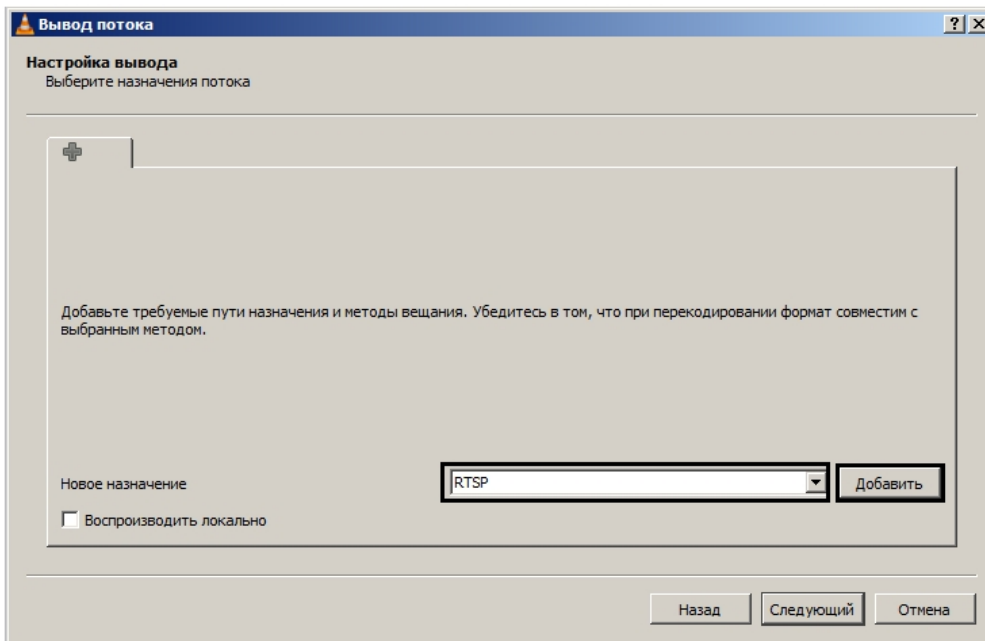 Вывод потока
Настройка вывода
Выберите назначения потока
Добавьте требуемые пути назначения и методы вещания. Убедитесь в том, что при перекодировании формат совместим с
выбранным методом.
Новое назначение
RTSP
Добавить
Воспроизводить локально
Назад
Следующий
Отмена